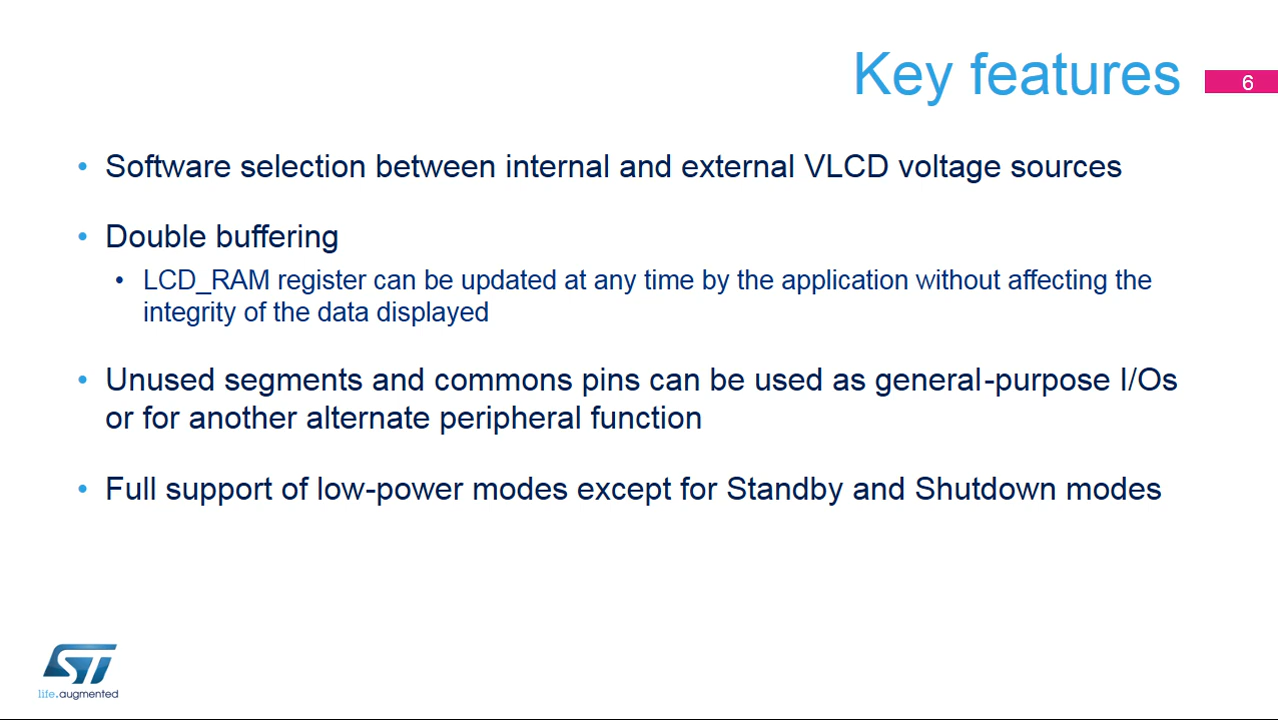 Key features
6
• Software selection between internal and external VLCD voltage sources
• Double buffering
• LCD_RAM register can be updated at any time by the application without affecting the
integrity of the data displayed
• Unused segments and commons pins can be used as general-purpose I/Os
or for another alternate peripheral function
• Full support of low-power modes except for Standby and Shutdown modes
ST
life.augmented